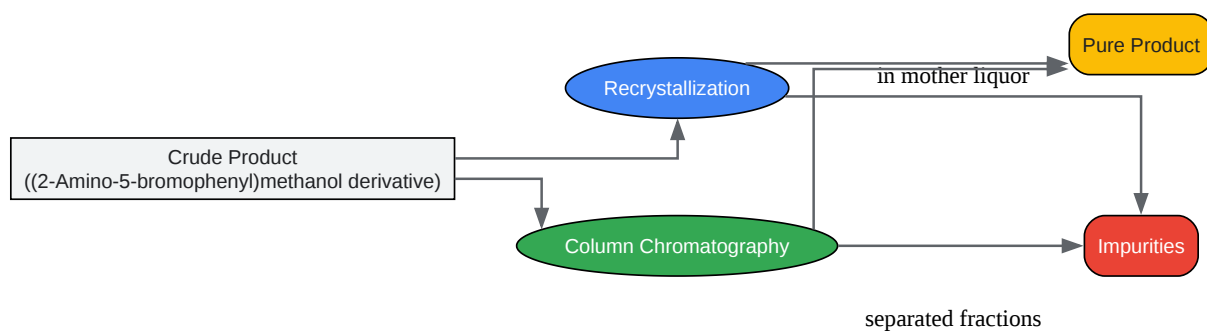 Pure Product
in mother liquor
Recrystallization
Crude Product
((2-Amino-5-bromophenyl)methanol derivative)
Column Chromatography
Impurities
separated fractions